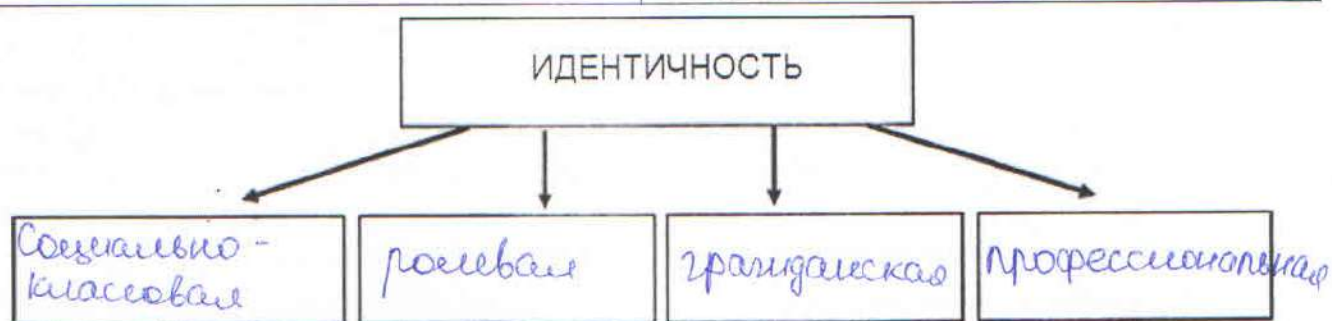 ИДЕНТИЧНОСТЬ
Социально-
классовая
ролевая
гражданская
профессиональная